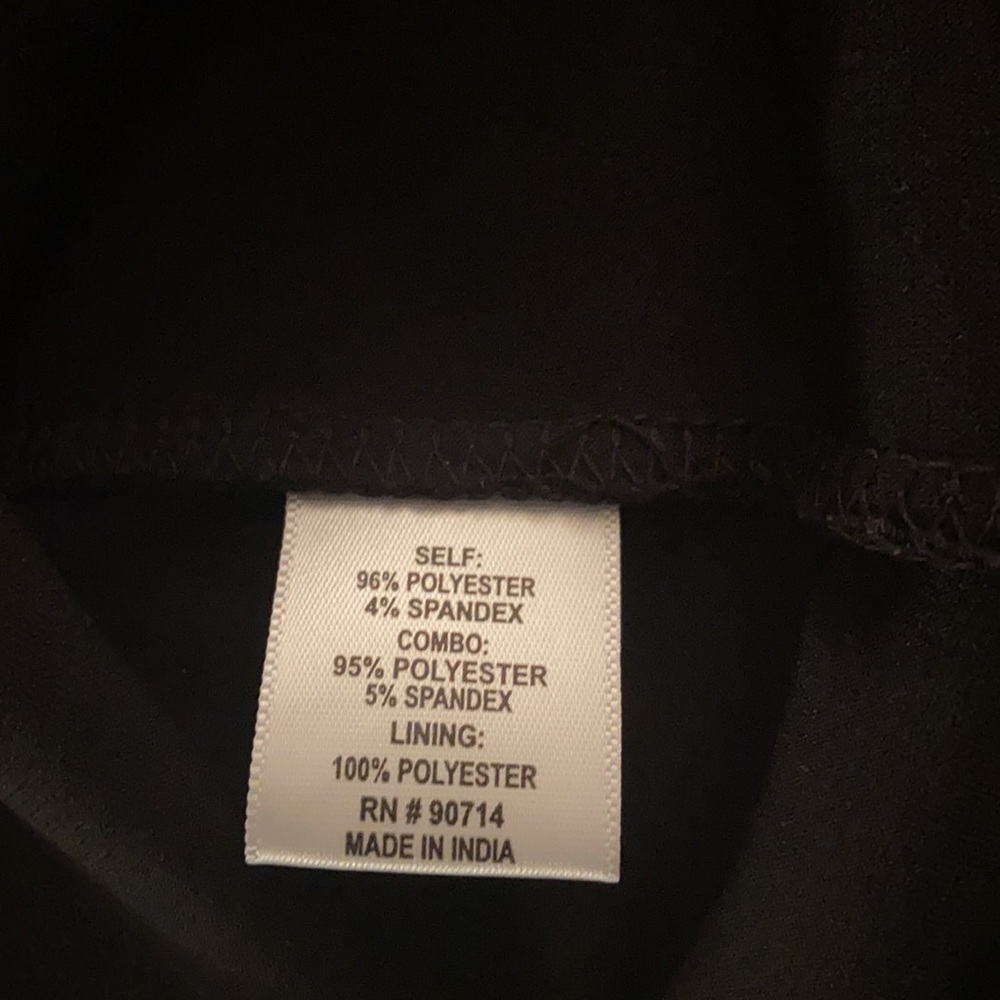 SELF:
96% POLYESTER
4% SPANDEX
COMBO:
95% POLYESTER
5% SPANDEX
LINING:
100% POLYESTER
RN # 90714
MADE IN INDIA